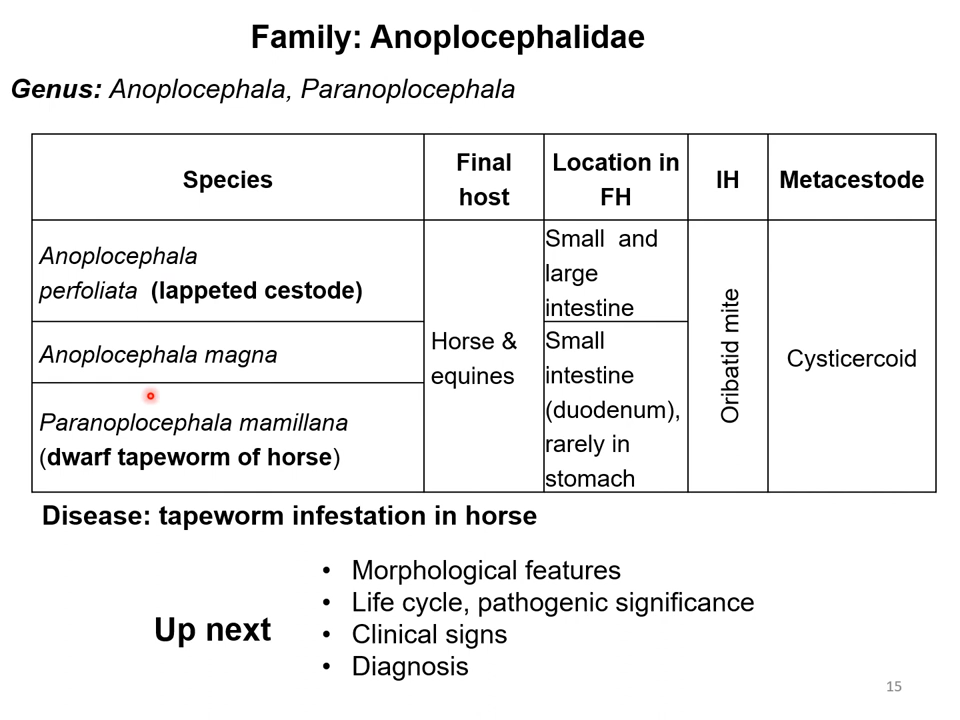 Family: Anoplocephalidae
Genus: Anoplocephala, Paranoplocephala
Species
Final
host
Location in
FH
IH
Metacestode
Anoplocephala
perfoliata (lappeted cestode)
Horse &
equines
Small and
large
intestine
Oribatid mite
Cysticercoid
Anoplocephala magna
Small
intestine
(duodenum),
rarely in
stomach
Paranoplocephala mamillana
(dwarf tapeworm of horse)
Disease: tapeworm infestation in horse
Up next
• Morphological features
• Life cycle, pathogenic significance
• Clinical signs
• Diagnosis
15